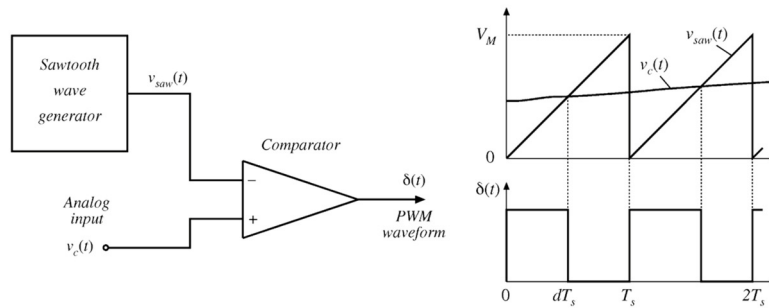 Sawtooth
wave
generator
v_saw(t)
Comparator
−
+
Analog
input
v_c(t)
δ(t)
PWM
waveform
V_M
v_saw(t)
v_c(t)
0
δ(t)
0
dT_s
T_s
2T_s